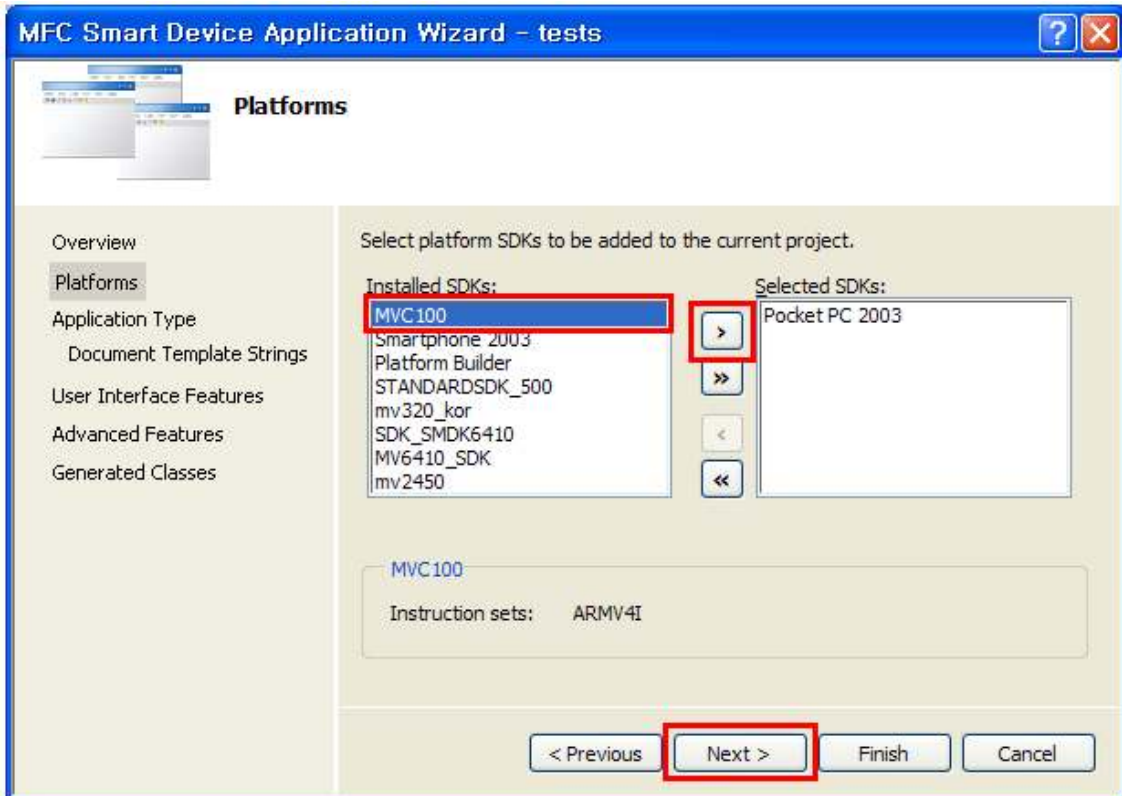 MFC Smart Device Application Wizard - tests
Platforms
Overview
Platforms
Application Type
Document Template Strings
User Interface Features
Advanced Features
Generated Classes
Select platform SDKs to be added to the current project.
Installed SDKs:
MVC100
Smartphone 2003
Platform Builder
STANDARDSDK_500
mv320_kor
SDK_SMDK6410
MV6410_SDK
mv2450
>
>>
<
<<
Selected SDKs:
Pocket PC 2003
MVC100
Instruction sets: ARMV4I
< Previous
Next >
Finish
Cancel